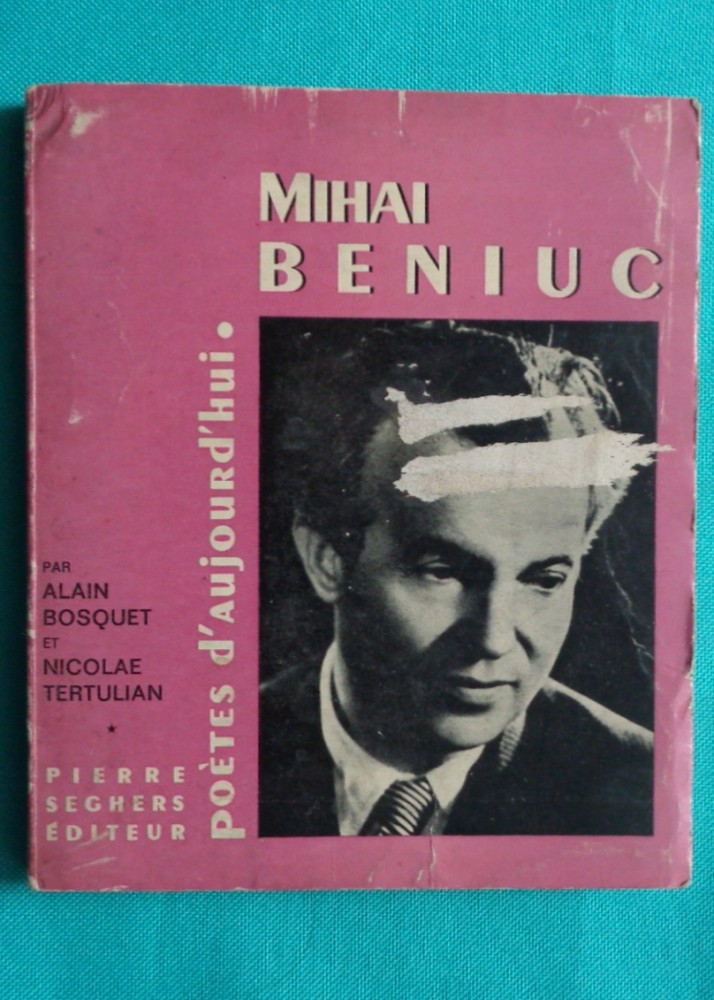 MIHAI
BENIUC
POÈTES d'AUJOURd'hui.
PAR
ALAIN
BOSQUET
ET
NICOLAE
TERTULIAN
★
PIERRE
SEGHERS
ÉDITEUR